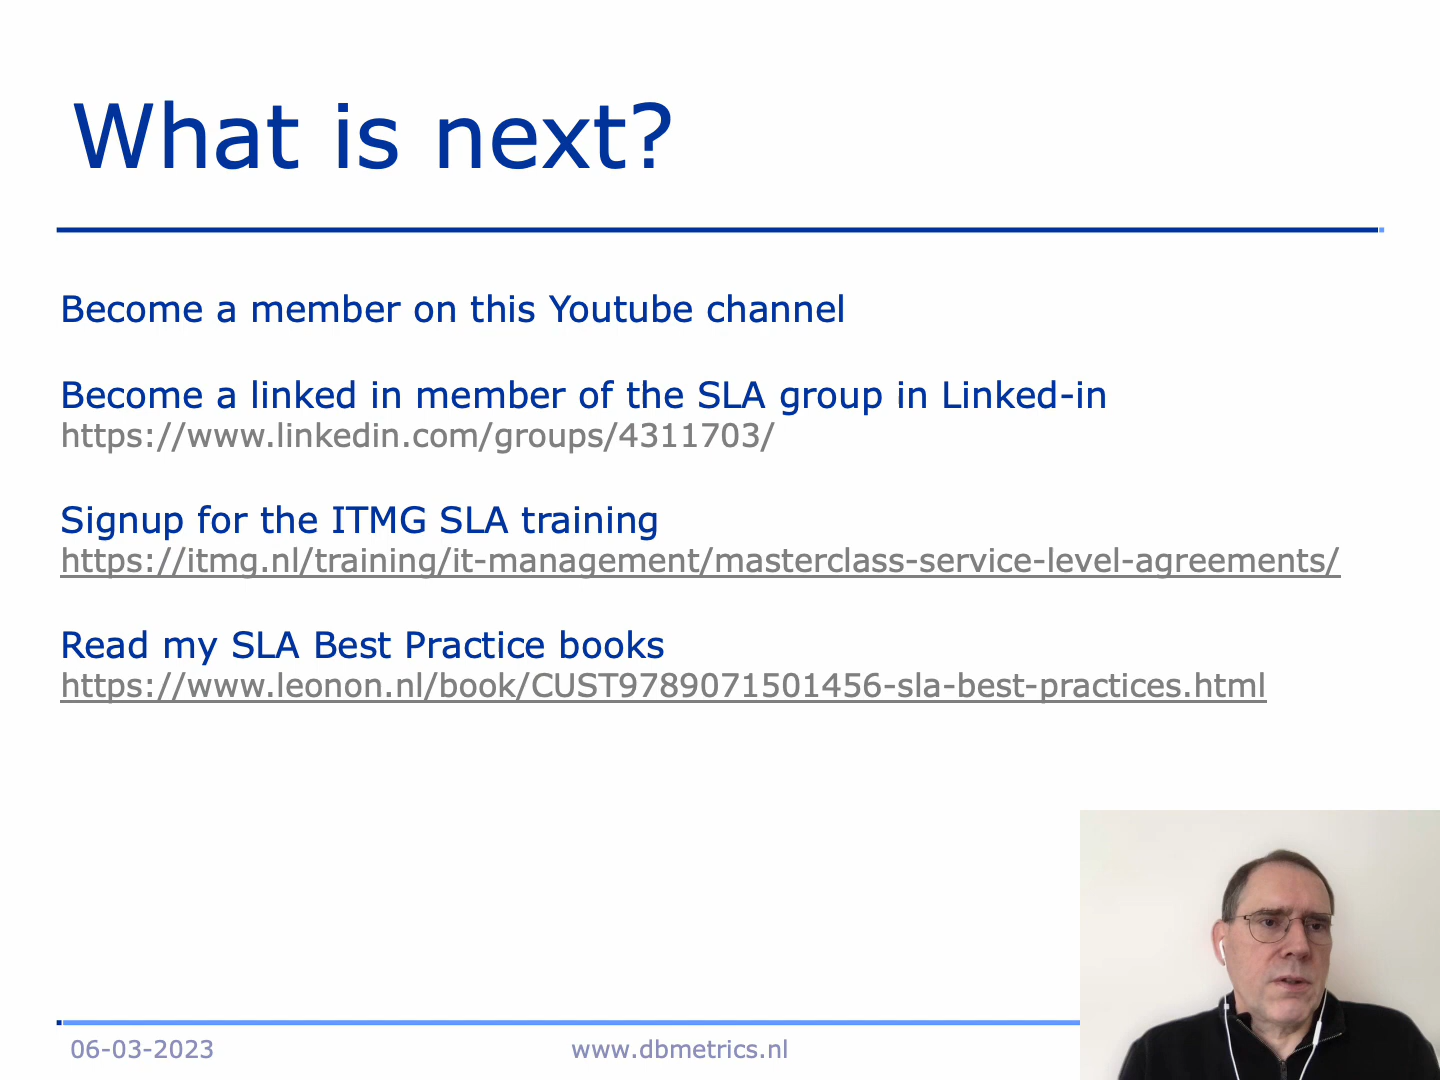 What is next?
Become a member on this Youtube channel
Become a linked in member of the SLA group in Linked-in
https://www.linkedin.com/groups/4311703/
Signup for the ITMG SLA training
https://itmg.nl/training/it-management/masterclass-service-level-agreements/
Read my SLA Best Practice books
https://www.leonon.nl/book/CUST9789071501456-sla-best-practices.html
06-03-2023
www.dbmetrics.nl